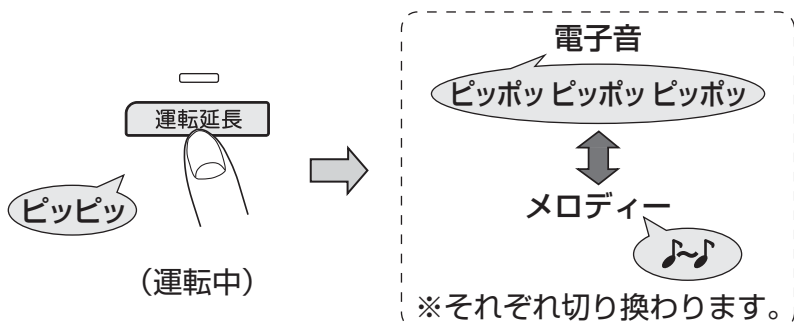 運転延長
ピッピッ
(運転中)
電子音
ピッポッ ピッポッ ピッポッ
メロディー
♪~♪
※それぞれ切り換わります。